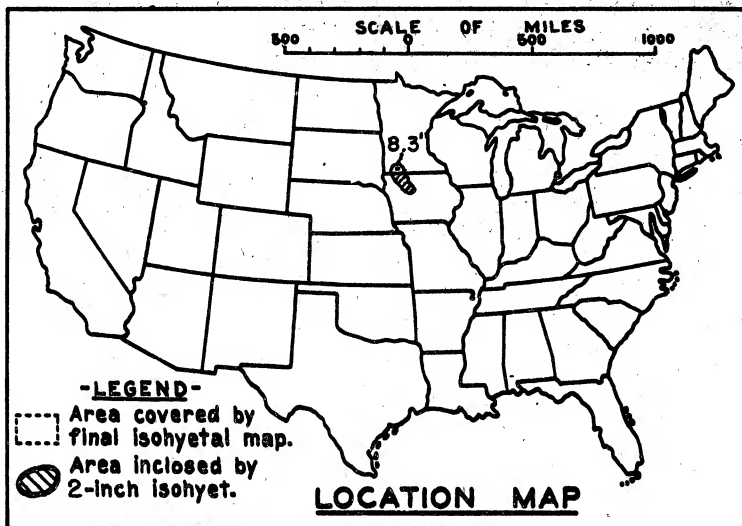 SCALE OF MILES
500 0 500 1000
8.3"
-LEGEND-
Area covered by
final isohyetal map.
Area inclosed by
2-inch isohyet.
LOCATION MAP